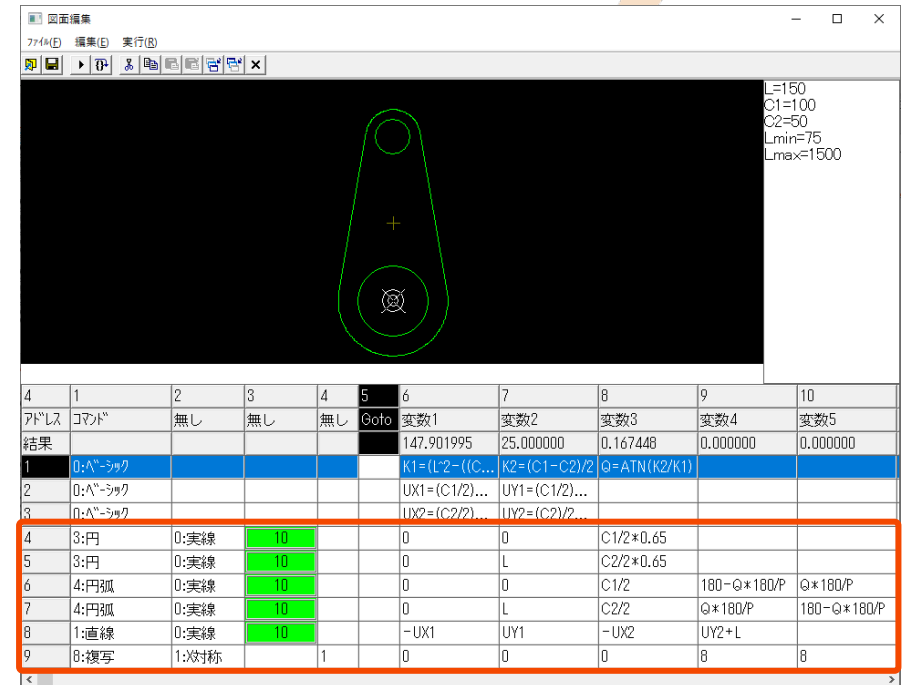 図面編集
ﾌｧｲﾙ(F) 編集(E) 実行(R)
L=150
C1=100
C2=50
Lmin=75
Lmax=1500
4 1 2 3 4 5 6 7 8 9 10
ｱﾄﾞﾚｽ ｺﾏﾝﾄﾞ 無し 無し 無し Goto 変数1 変数2 変数3 変数4 変数5
結果 147.901995 25.000000 0.167448 0.000000 0.000000
1 0:ﾍﾞｰｼｯｸ K1=(L^2-((C... K2=(C1-C2)/2 Q=ATN(K2/K1)
2 0:ﾍﾞｰｼｯｸ UX1=(C1/2)... UY1=(C1/2)...
3 0:ﾍﾞｰｼｯｸ UX2=(C2/2)... UY2=(C2)/2...
4 3:円 0:実線 10 0 0 C1/2*0.65
5 3:円 0:実線 10 0 L C2/2*0.65
6 4:円弧 0:実線 10 0 0 C1/2 180-Q*180/P Q*180/P
7 4:円弧 0:実線 10 0 L C2/2 Q*180/P 180-Q*180/P
8 1:直線 0:実線 10 -UX1 UY1 -UX2 UY2+L
9 8:複写 1:X対称 1 0 0 0 8 8